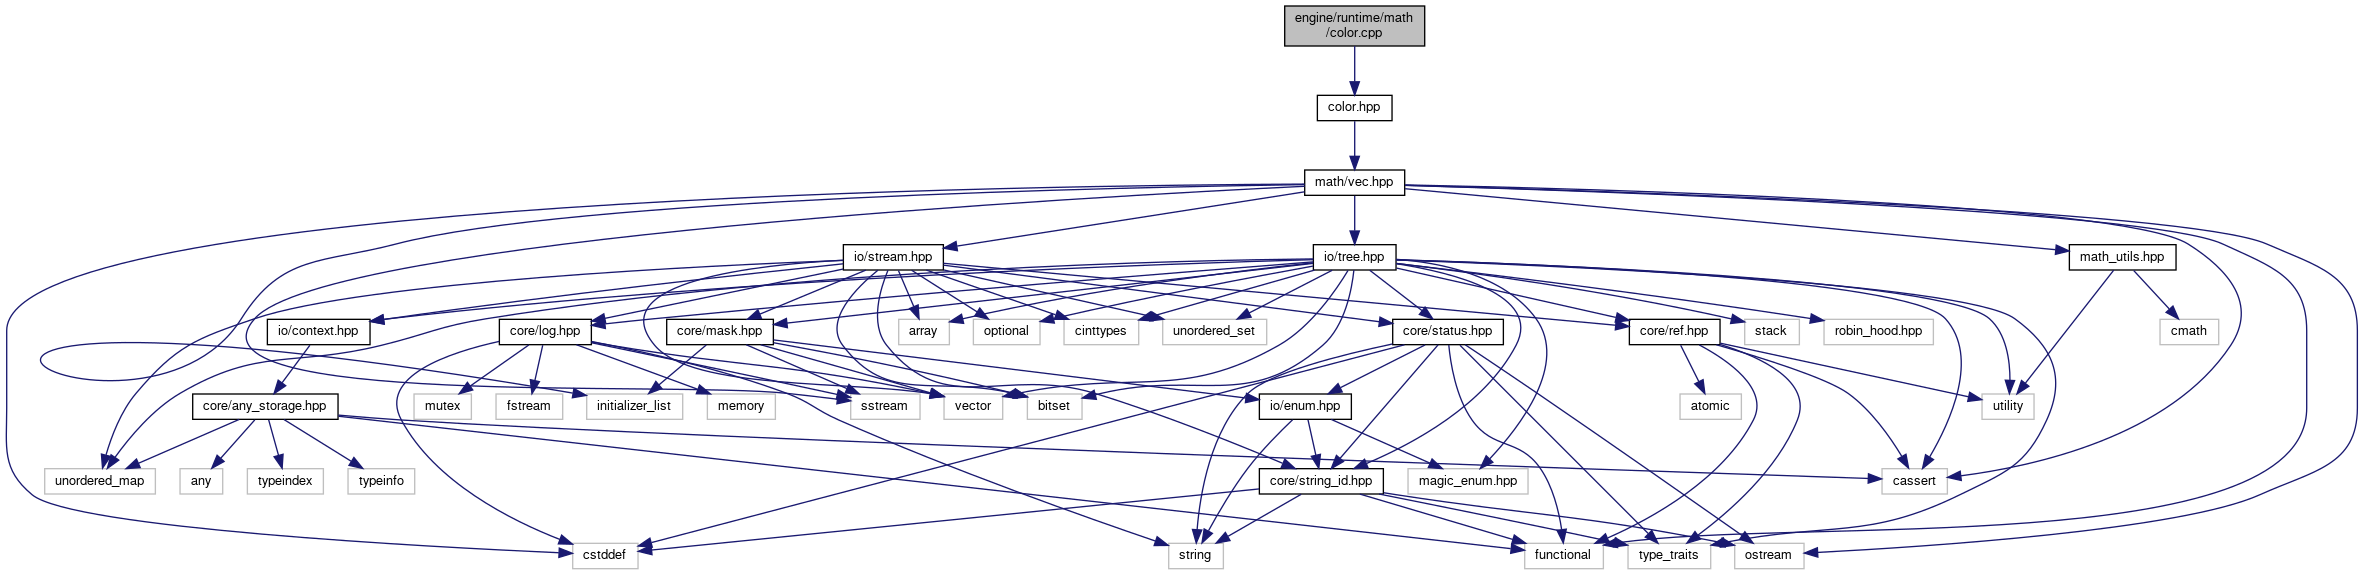 engine/runtime/math
/color.cpp
color.hpp
math/vec.hpp
io/stream.hpp
io/tree.hpp
math_utils.hpp
io/context.hpp
core/log.hpp
core/mask.hpp
array
optional
cinttypes
unordered_set
core/status.hpp
core/ref.hpp
stack
robin_hood.hpp
cmath
core/any_storage.hpp
mutex
fstream
initializer_list
memory
sstream
vector
bitset
io/enum.hpp
atomic
utility
unordered_map
any
typeindex
typeinfo
core/string_id.hpp
magic_enum.hpp
cassert
cstddef
string
functional
type_traits
ostream